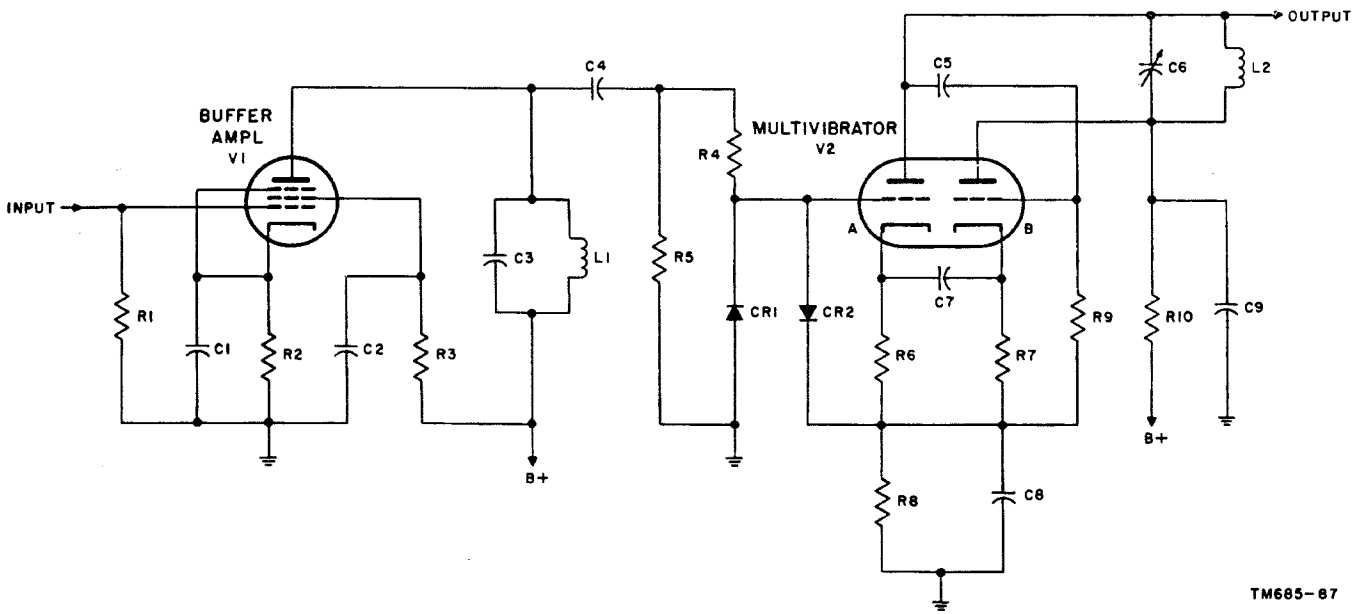 OUTPUT
C4
C5
C6
L2
BUFFER
AMPL
V1
MULTIVIBRATOR
V2
R4
INPUT
A
B
C3
L1
R5
C7
R1
C1
R2
C2
R3
CR1
CR2
R6
R7
R9
R10
C9
B+
B+
R8
C8
TM685-87